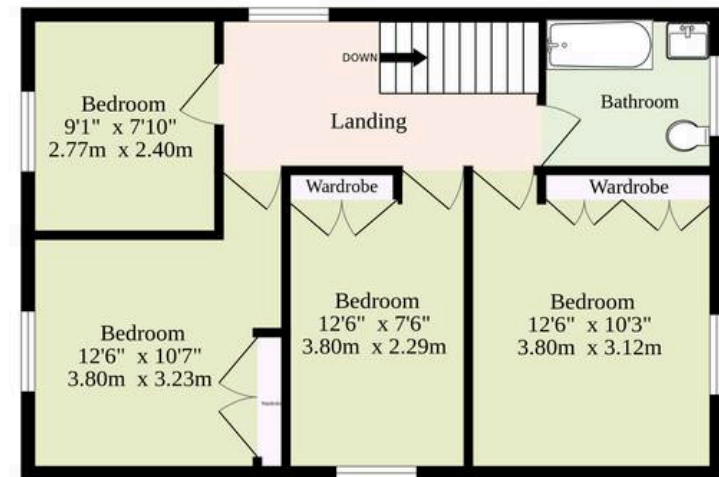 DOWN
Bedroom
9'1" x 7'10"
2.77m x 2.40m
Landing
Bathroom
Wardrobe
Wardrobe
Bedroom
12'6" x 10'7"
3.80m x 3.23m
Bedroom
12'6" x 7'6"
3.80m x 2.29m
Bedroom
12'6" x 10'3"
3.80m x 3.12m